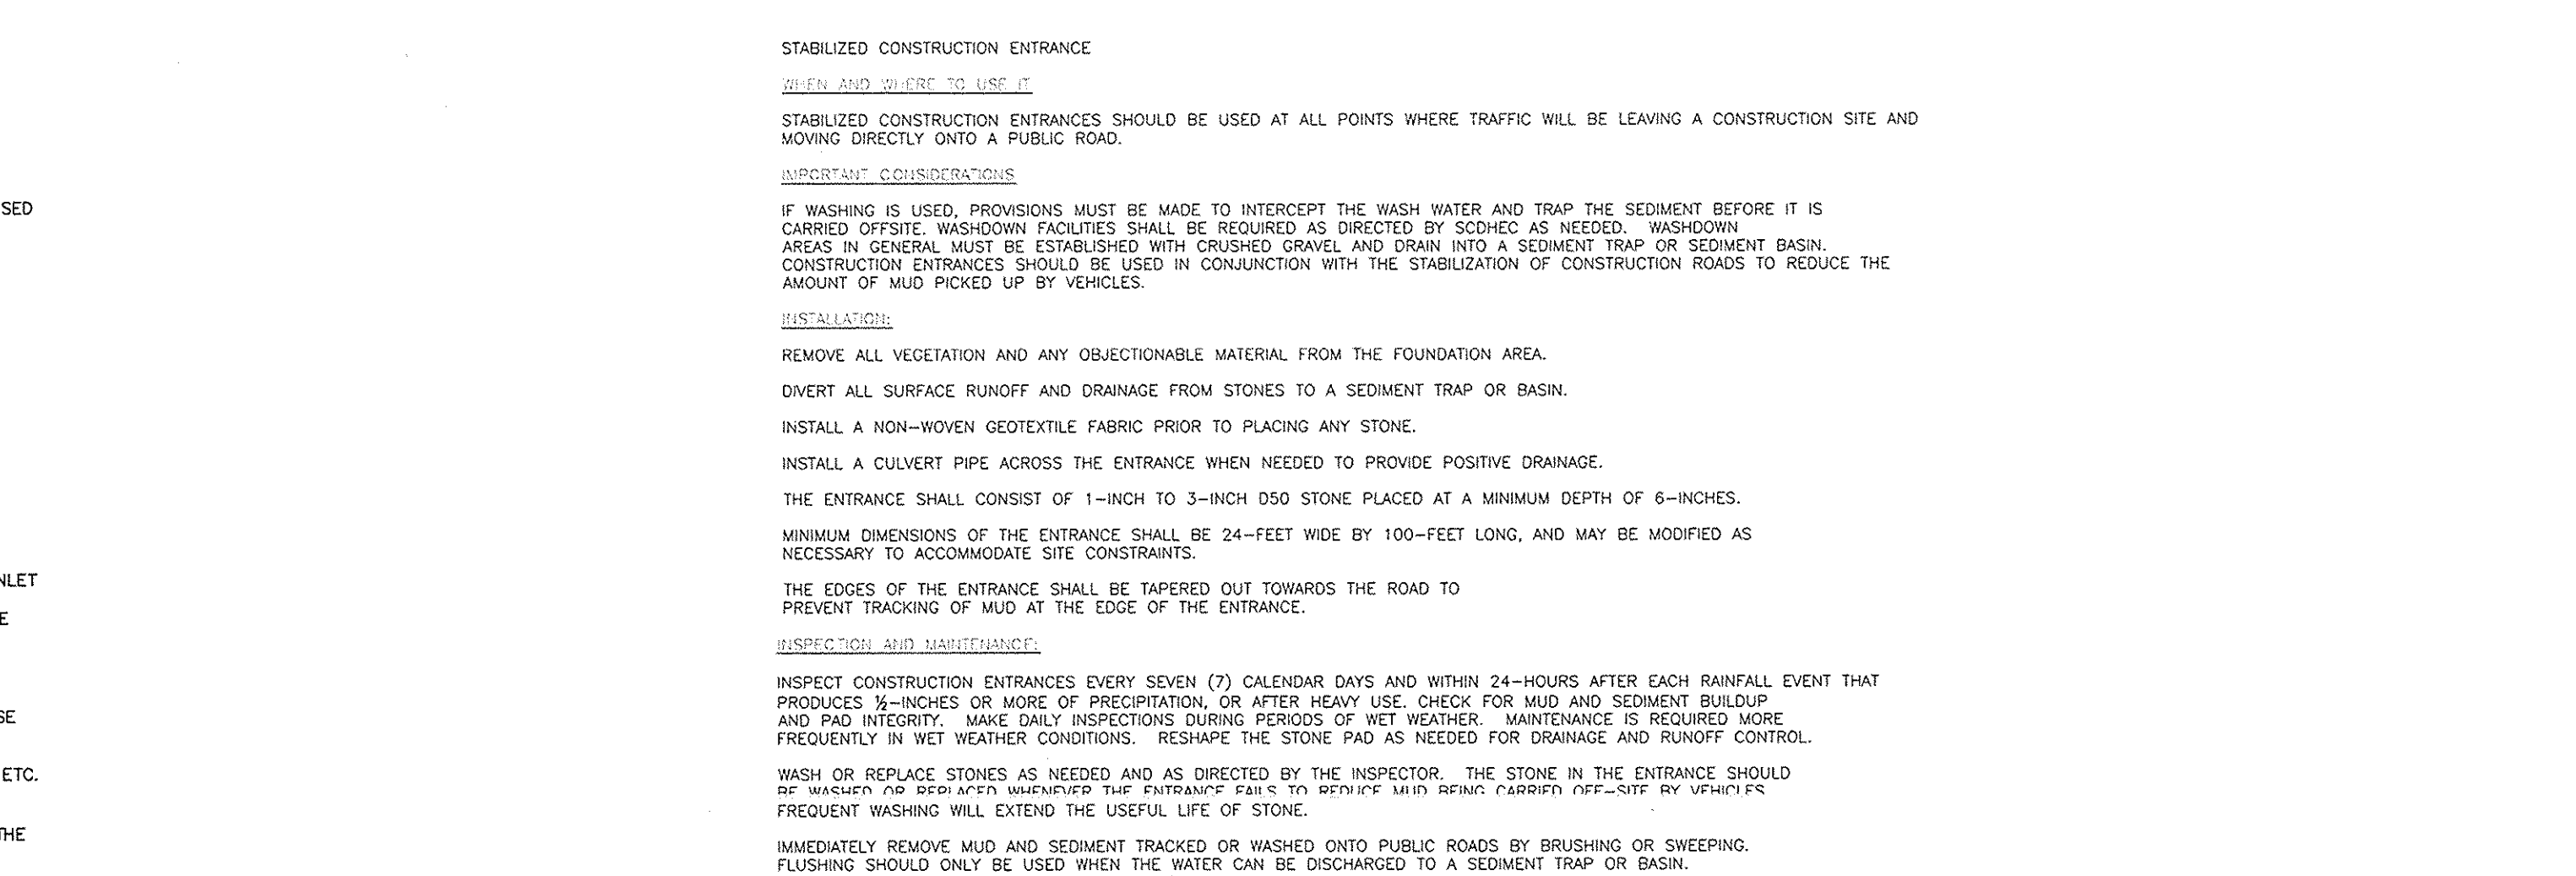 STABILIZED CONSTRUCTION ENTRANCE
WHEN AND WHERE TO USE IT
STABILIZED CONSTRUCTION ENTRANCES SHOULD BE USED AT ALL POINTS WHERE TRAFFIC WILL BE LEAVING A CONSTRUCTION SITE AND
MOVING DIRECTLY ONTO A PUBLIC ROAD.
IMPORTANT CONSIDERATIONS
SED
IF WASHING IS USED, PROVISIONS MUST BE MADE TO INTERCEPT THE WASH WATER AND TRAP THE SEDIMENT BEFORE IT IS
CARRIED OFFSITE. WASHDOWN FACILITIES SHALL BE REQUIRED AS DIRECTED BY SCDHEC AS NEEDED. WASHDOWN
AREAS IN GENERAL MUST BE ESTABLISHED WITH CRUSHED GRAVEL AND DRAIN INTO A SEDIMENT TRAP OR SEDIMENT BASIN.
CONSTRUCTION ENTRANCES SHOULD BE USED IN CONJUNCTION WITH THE STABILIZATION OF CONSTRUCTION ROADS TO REDUCE THE
AMOUNT OF MUD PICKED UP BY VEHICLES.
INSTALLATION:
REMOVE ALL VEGETATION AND ANY OBJECTIONABLE MATERIAL FROM THE FOUNDATION AREA.
DIVERT ALL SURFACE RUNOFF AND DRAINAGE FROM STONES TO A SEDIMENT TRAP OR BASIN.
INSTALL A NON-WOVEN GEOTEXTILE FABRIC PRIOR TO PLACING ANY STONE.
INSTALL A CULVERT PIPE ACROSS THE ENTRANCE WHEN NEEDED TO PROVIDE POSITIVE DRAINAGE.
THE ENTRANCE SHALL CONSIST OF 1-INCH TO 3-INCH D50 STONE PLACED AT A MINIMUM DEPTH OF 6-INCHES.
MINIMUM DIMENSIONS OF THE ENTRANCE SHALL BE 24-FEET WIDE BY 100-FEET LONG, AND MAY BE MODIFIED AS
NECESSARY TO ACCOMMODATE SITE CONSTRAINTS.
NLET
THE EDGES OF THE ENTRANCE SHALL BE TAPERED OUT TOWARDS THE ROAD TO
PREVENT TRACKING OF MUD AT THE EDGE OF THE ENTRANCE.
E
INSPECTION AND MAINTENANCE:
INSPECT CONSTRUCTION ENTRANCES EVERY SEVEN (7) CALENDAR DAYS AND WITHIN 24-HOURS AFTER EACH RAINFALL EVENT THAT
PRODUCES ½-INCHES OR MORE OF PRECIPITATION, OR AFTER HEAVY USE. CHECK FOR MUD AND SEDIMENT BUILDUP
SE
AND PAD INTEGRITY. MAKE DAILY INSPECTIONS DURING PERIODS OF WET WEATHER. MAINTENANCE IS REQUIRED MORE
FREQUENTLY IN WET WEATHER CONDITIONS. RESHAPE THE STONE PAD AS NEEDED FOR DRAINAGE AND RUNOFF CONTROL.
ETC.
WASH OR REPLACE STONES AS NEEDED AND AS DIRECTED BY THE INSPECTOR. THE STONE IN THE ENTRANCE SHOULD
BE WASHED OR REPLACED WHENEVER THE ENTRANCE FAILS TO REDUCE MUD BEING CARRIED OFF-SITE BY VEHICLES
FREQUENT WASHING WILL EXTEND THE USEFUL LIFE OF STONE.
THE
IMMEDIATELY REMOVE MUD AND SEDIMENT TRACKED OR WASHED ONTO PUBLIC ROADS BY BRUSHING OR SWEEPING.
FLUSHING SHOULD ONLY BE USED WHEN THE WATER CAN BE DISCHARGED TO A SEDIMENT TRAP OR BASIN.